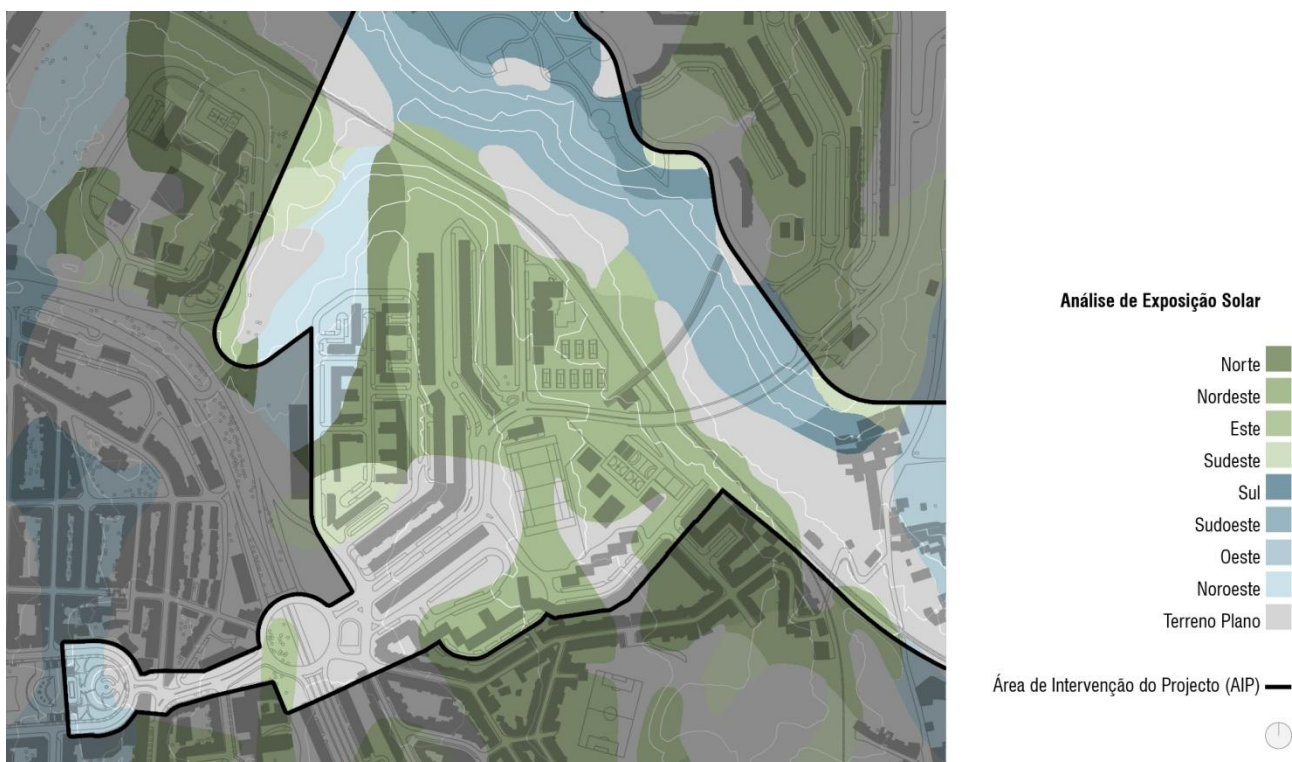 Análise de Exposição Solar
Norte
Nordeste
Este
Sudeste
Sul
Sudoeste
Oeste
Noroeste
Terreno Plano
Área de Intervenção do Projecto (AIP)